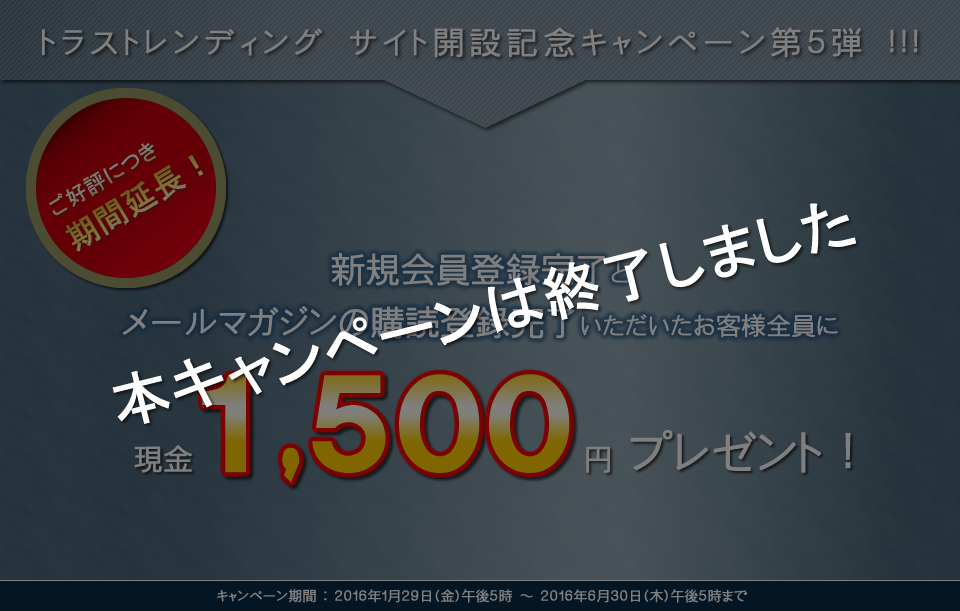 トラストレンディング サイト開設記念キャンペーン第5弾 !!!
ご好評につき
期間延長！
新規会員登録完了と
メールマガジンの購読登録完了いただいたお客様全員に
本キャンペーンは終了しました
現金1,500円プレゼント！
キャンペーン期間：2016年1月29日(金)午後5時 ～ 2016年6月30日(木)午後5時まで